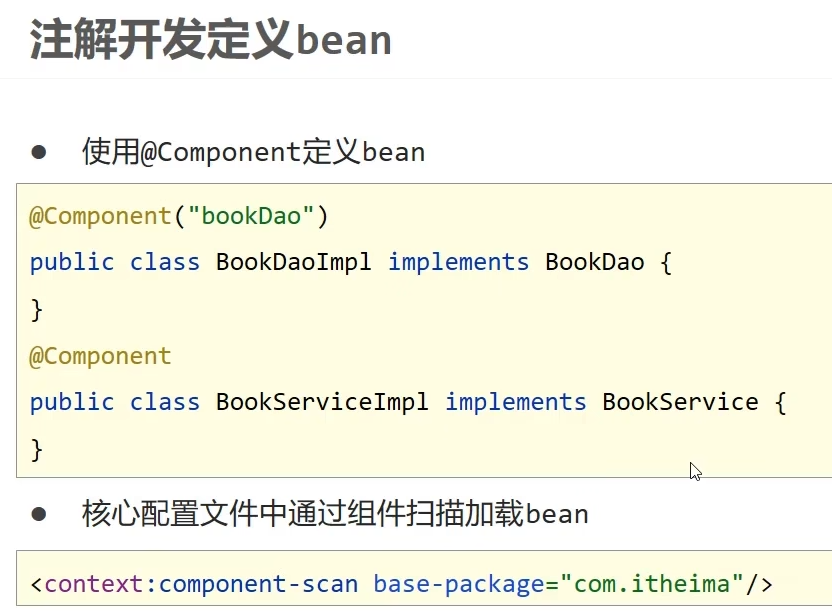 注解开发定义bean
● 使用@Component定义bean
@Component("bookDao")
public class BookDaoImpl implements BookDao {
}
@Component
public class BookServiceImpl implements BookService {
}
● 核心配置文件中通过组件扫描加载bean
<context:component-scan base-package="com.itheima"/>